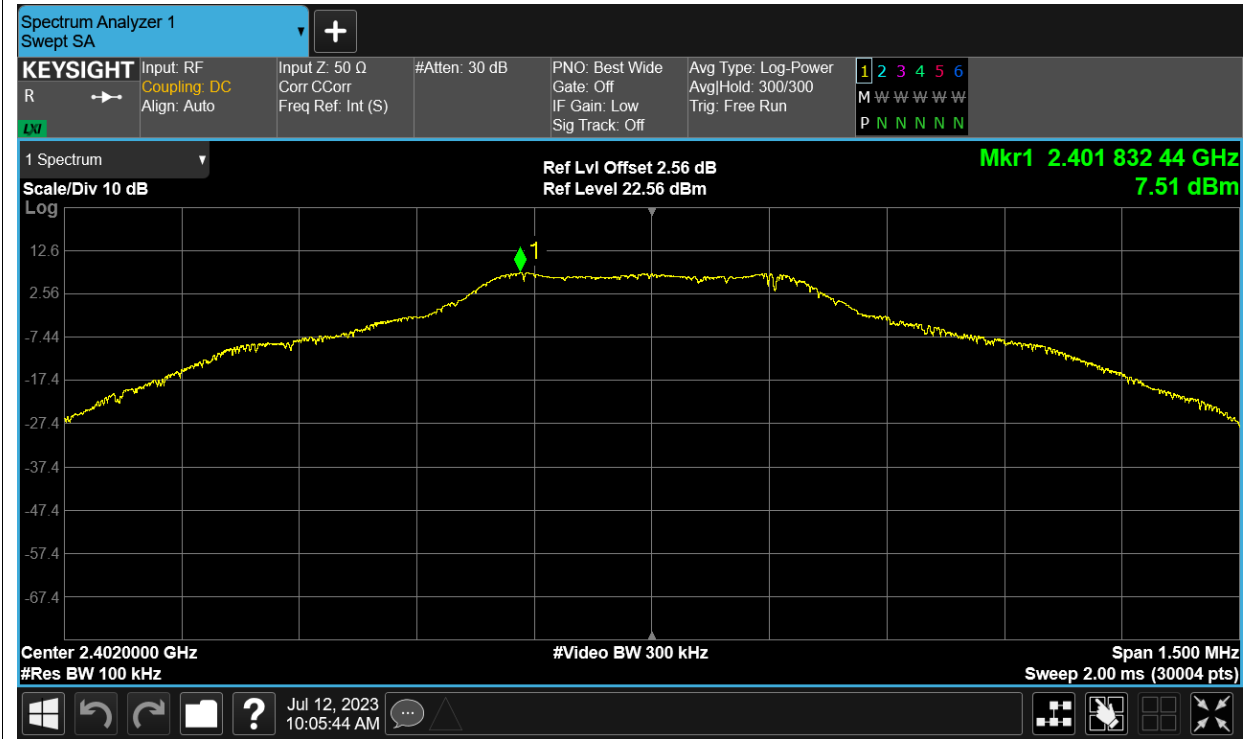 Spectrum Analyzer 1
Swept SA
KEYSIGHT
R
LXI
Input: RF
Coupling: DC
Align: Auto
Input Z: 50 Ω
Corr CCorr
Freq Ref: Int (S)
#Atten: 30 dB
PNO: Best Wide
Gate: Off
IF Gain: Low
Sig Track: Off
Avg Type: Log-Power
Avg|Hold: 300/300
Trig: Free Run
1 2 3 4 5 6
M W W W W W
P N N N N N
1 Spectrum
Scale/Div 10 dB
Ref Lvl Offset 2.56 dB
Ref Level 22.56 dBm
Mkr1 2.401 832 44 GHz
7.51 dBm
Log
1
12.6
2.56
-7.44
-17.4
-27.4
-37.4
-47.4
-57.4
-67.4
Center 2.4020000 GHz
#Video BW 300 kHz
Span 1.500 MHz
#Res BW 100 kHz
Sweep 2.00 ms (30004 pts)
?
Jul 12, 2023
10:05:44 AM